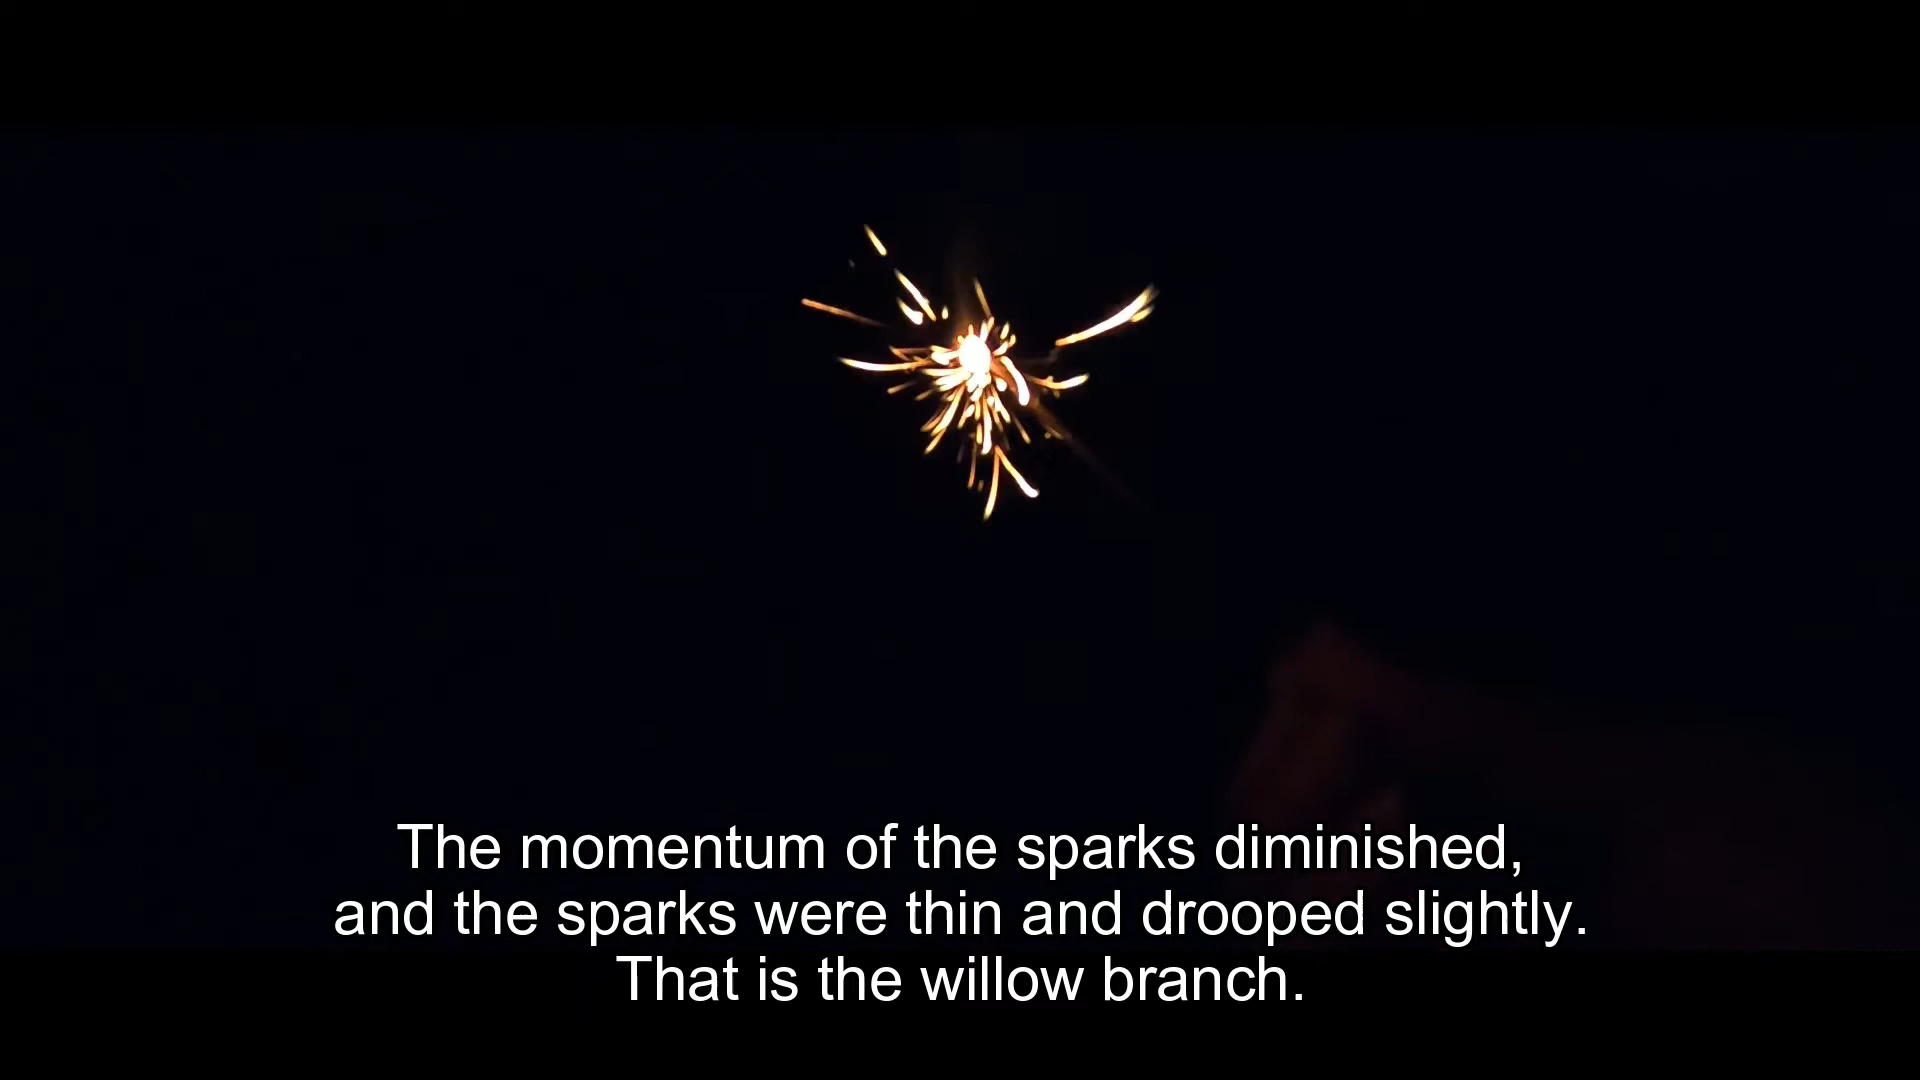 The momentum of the sparks diminished,
and the sparks were thin and drooped slightly.
That is the willow branch.